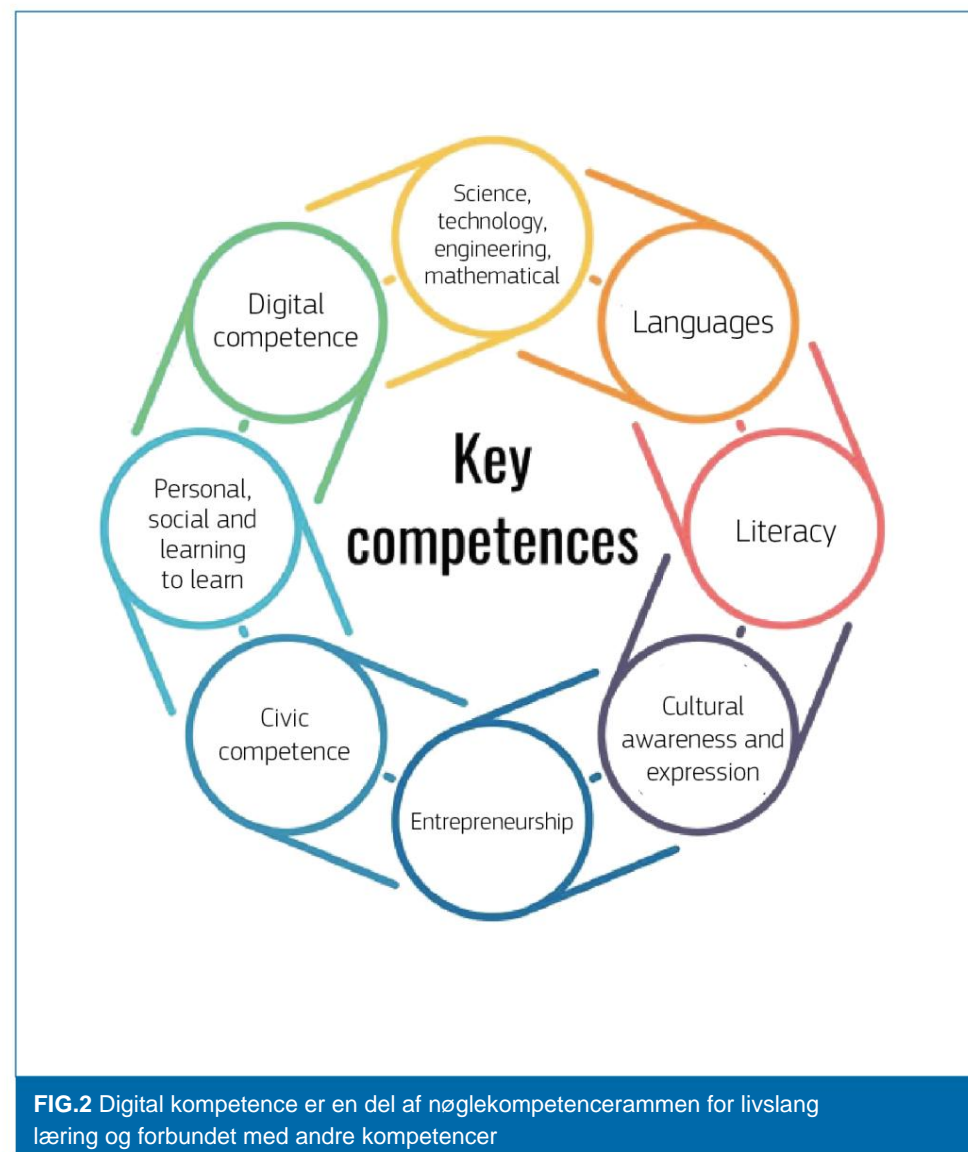 Science,
technology,
engineering,
mathematical
Languages
Literacy
Cultural
awareness and
expression
Entrepreneurship
Civic
competence
Personal,
social and
learning
to learn
Digital
competence
Key
competences
FIG.2 Digital kompetence er en del af nøglekompetencerammen for livslang
læring og forbundet med andre kompetencer